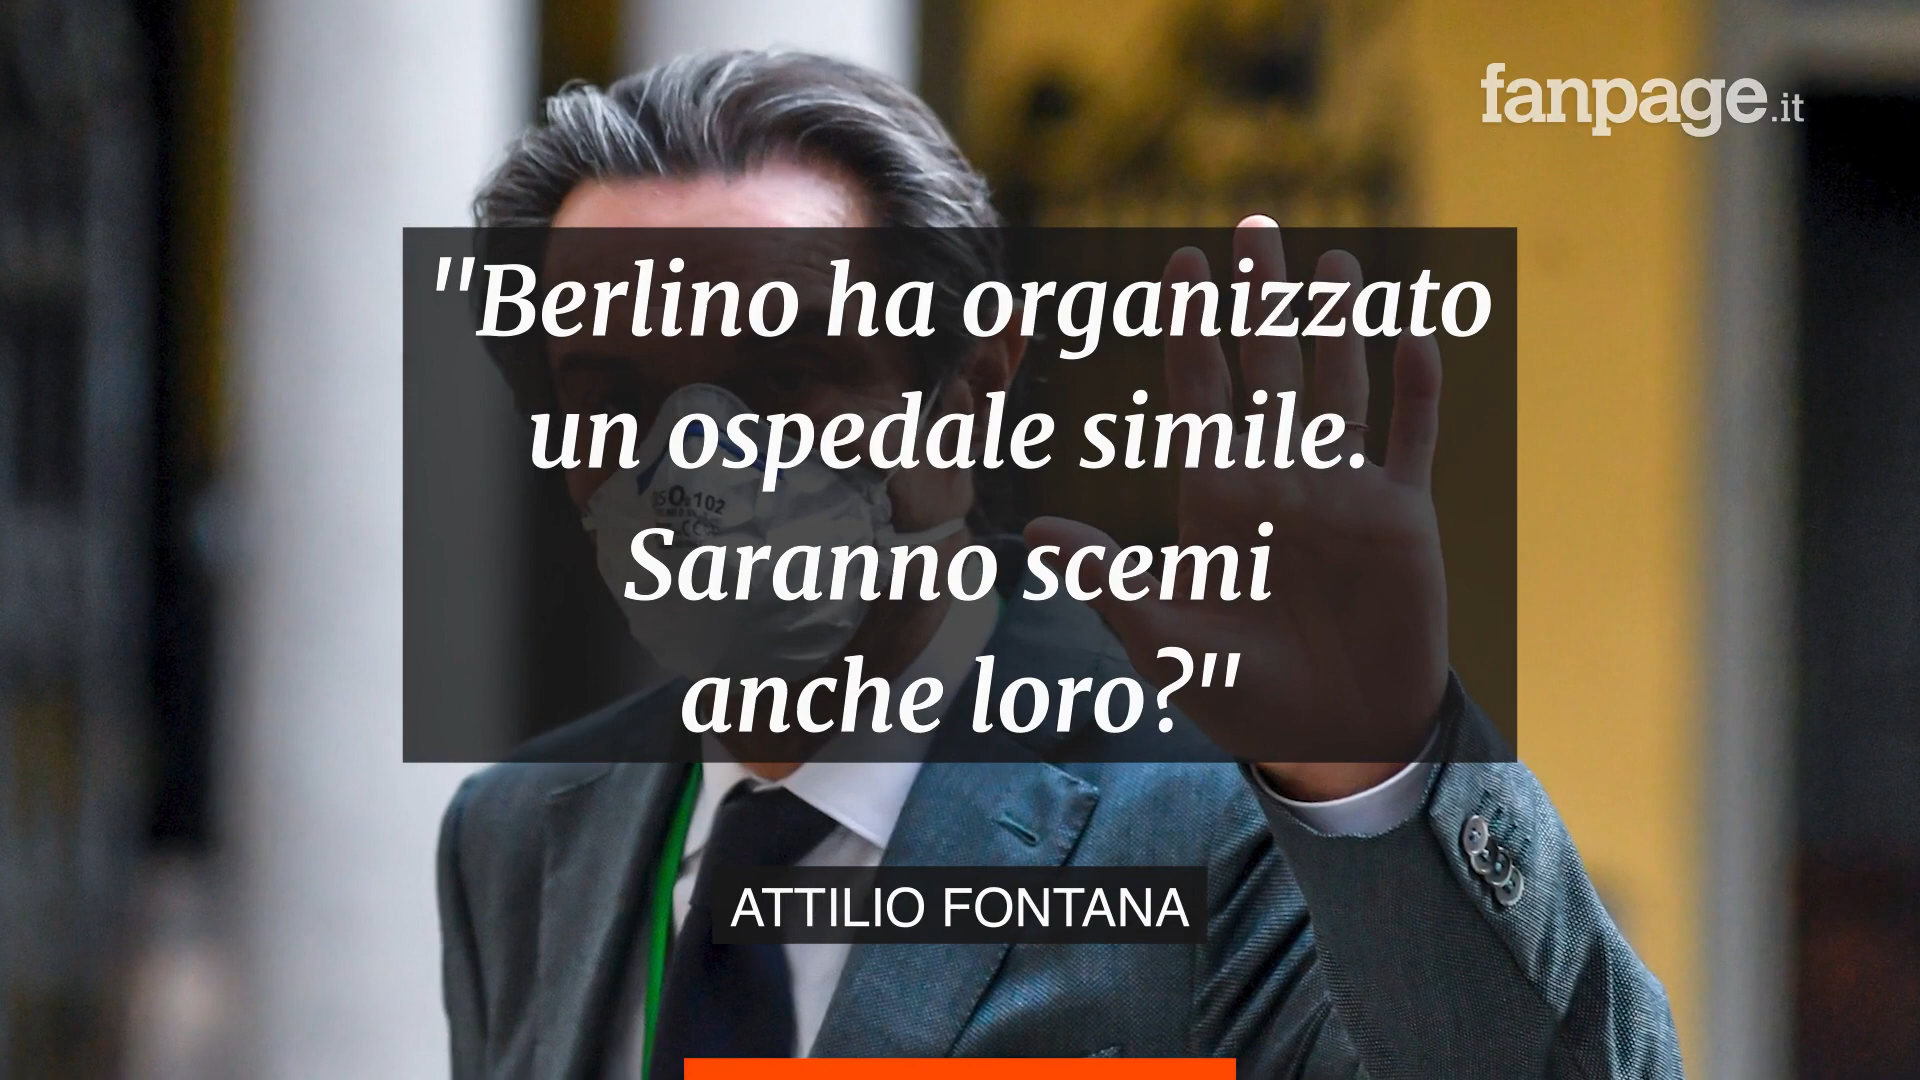 fanpage.it
"Berlino ha organizzato
un ospedale simile.
Saranno scemi
anche loro?"
ATTILIO FONTANA